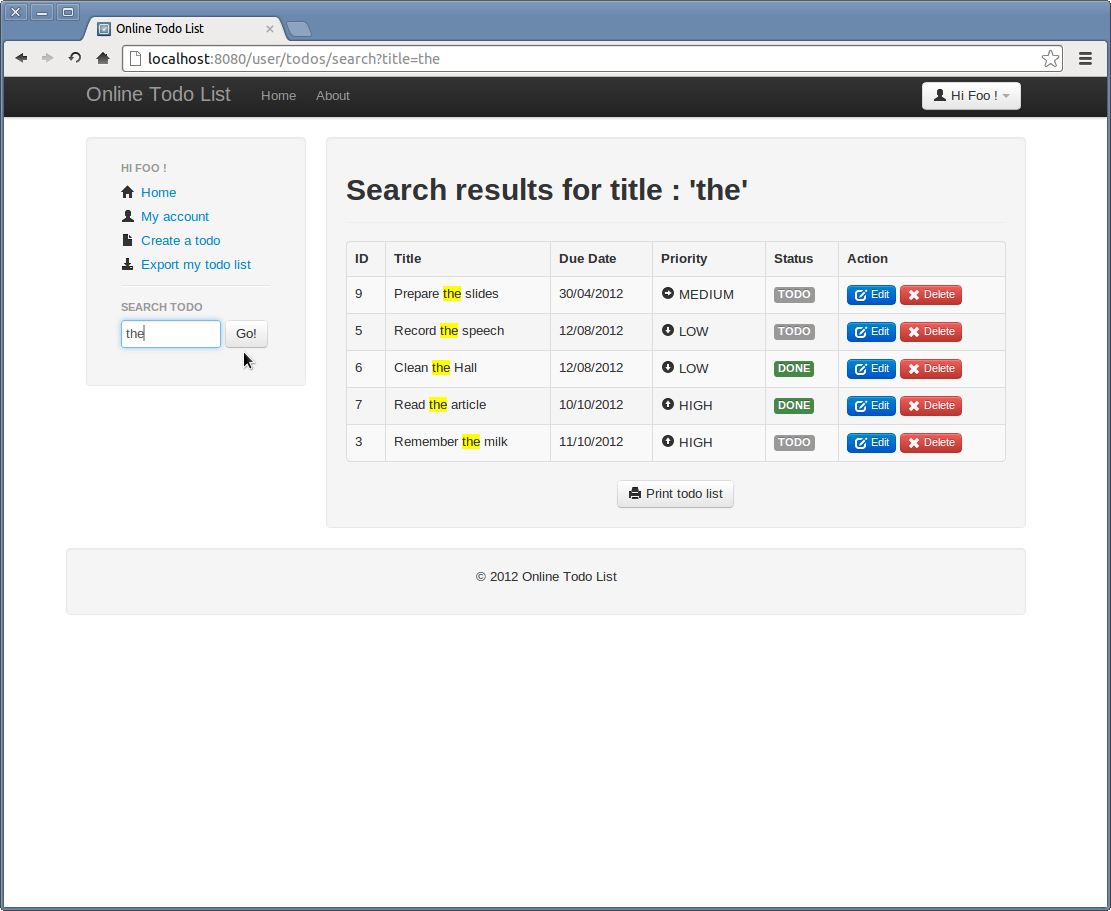 Online Todo List
localhost:8080/user/todos/search?title=the
Online Todo List Home About Hi Foo !
HI FOO !
Home
My account
Create a todo
Export my todo list
SEARCH TODO
the Go!
Search results for title : 'the'
ID Title Due Date Priority Status Action
9 Prepare the slides 30/04/2012 MEDIUM TODO Edit Delete
5 Record the speech 12/08/2012 LOW TODO Edit Delete
6 Clean the Hall 12/08/2012 LOW DONE Edit Delete
7 Read the article 10/10/2012 HIGH DONE Edit Delete
3 Remember the milk 11/10/2012 HIGH TODO Edit Delete
Print todo list
© 2012 Online Todo List